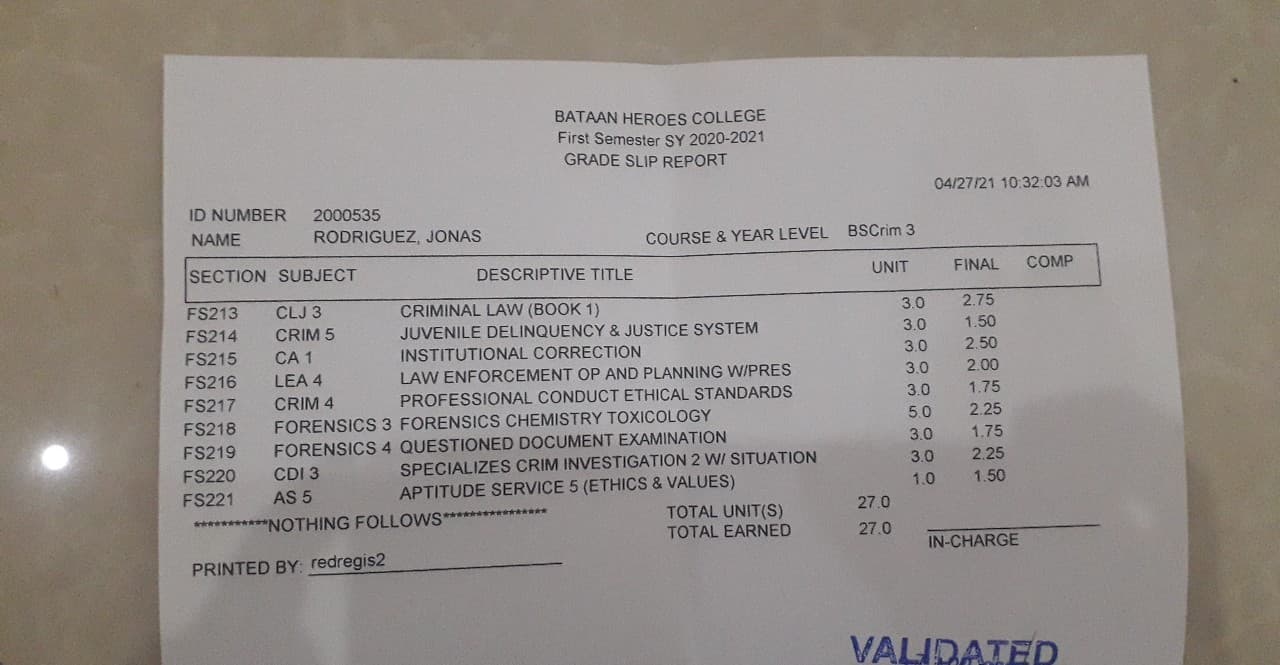 BATAAN HEROES COLLEGE
First Semester SY 2020-2021
GRADE SLIP REPORT
04/27/21 10:32:03 AM
ID NUMBER 2000535
NAME RODRIGUEZ, JONAS COURSE & YEAR LEVEL BSCrim 3
SECTION SUBJECT DESCRIPTIVE TITLE UNIT FINAL COMP
FS213 CLJ 3 CRIMINAL LAW (BOOK 1) 3.0 2.75
FS214 CRIM 5 JUVENILE DELINQUENCY & JUSTICE SYSTEM 3.0 1.50
FS215 CA 1 INSTITUTIONAL CORRECTION 3.0 2.50
FS216 LEA 4 LAW ENFORCEMENT OP AND PLANNING W/PRES 3.0 2.00
FS217 CRIM 4 PROFESSIONAL CONDUCT ETHICAL STANDARDS 3.0 1.75
FS218 FORENSICS 3 FORENSICS CHEMISTRY TOXICOLOGY 5.0 2.25
FS219 FORENSICS 4 QUESTIONED DOCUMENT EXAMINATION 3.0 1.75
FS220 CDI 3 SPECIALIZES CRIM INVESTIGATION 2 W/ SITUATION 3.0 2.25
FS221 AS 5 APTITUDE SERVICE 5 (ETHICS & VALUES) 1.0 1.50
***********NOTHING FOLLOWS**************** TOTAL UNIT(S) 27.0
TOTAL EARNED 27.0
IN-CHARGE
PRINTED BY: redregis2
VALIDATED